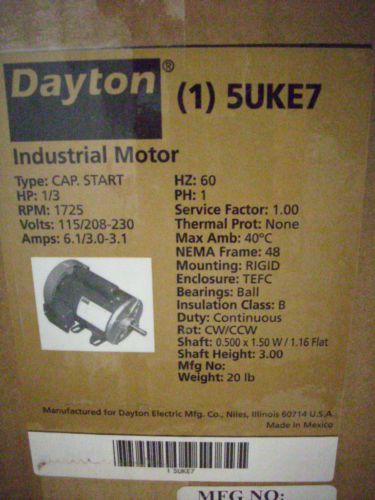 Dayton® (1) 5UKE7
Industrial Motor
Type: CAP. START
HP: 1/3
RPM: 1725
Volts: 115/208-230
Amps: 6.1/3.0-3.1
HZ: 60
PH: 1
Service Factor: 1.00
Thermal Prot: None
Max Amb: 40ºC
NEMA Frame: 48
Mounting: RIGID
Enclosure: TEFC
Bearings: Ball
Insulation Class: B
Duty: Continuous
Rot: CW/CCW
Shaft: 0.500 x 1.50 W / 1.16 Flat
Shaft Height: 3.00
Mfg No:
Weight: 20 lb
Manufactured for Dayton Electric Mfg. Co., Niles, Illinois 60714 U.S.A.
Made in Mexico
1 5UKE7
MFG NO: